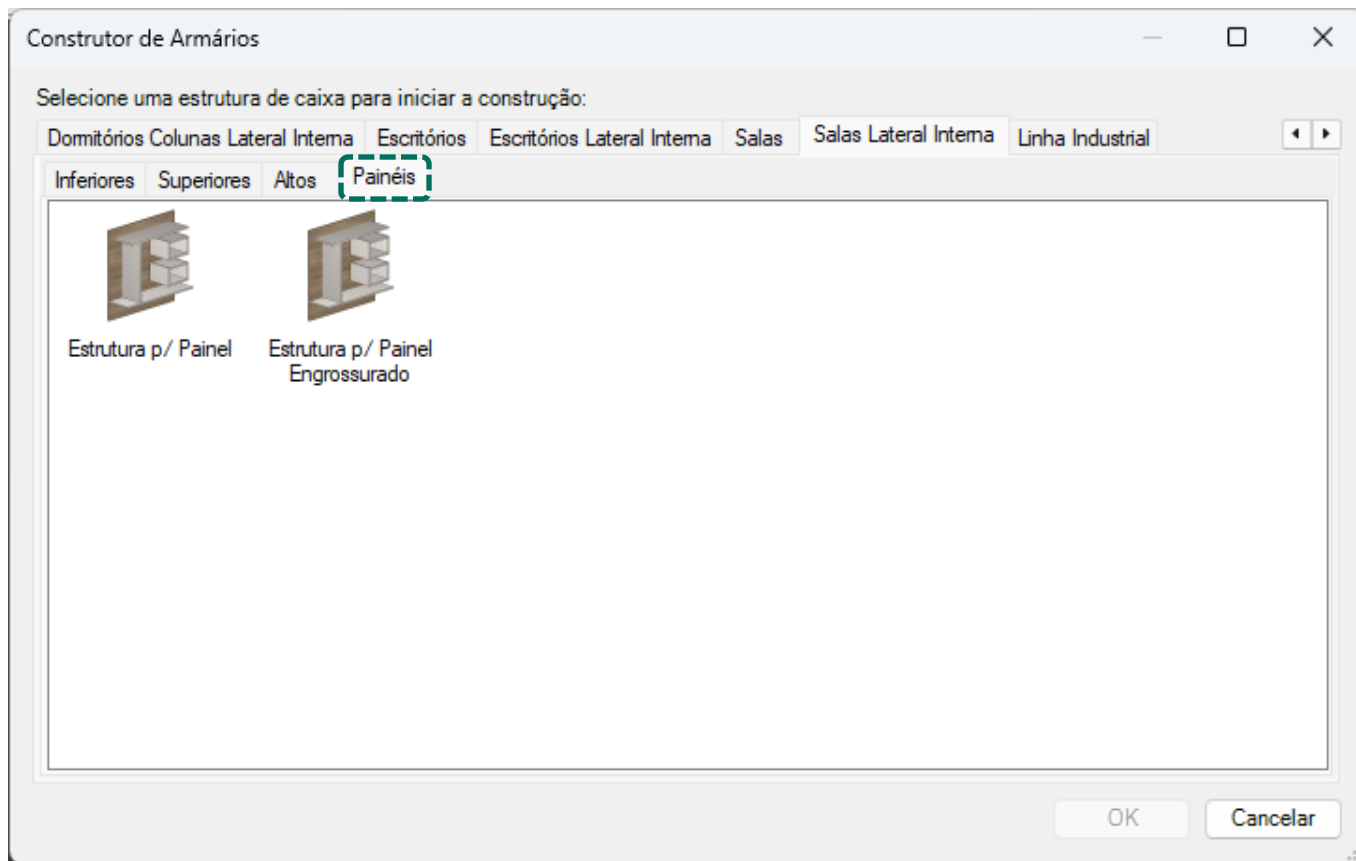 Construtor de Armários
Selecione uma estrutura de caixa para iniciar a construção:
Dormitórios Colunas Lateral Interna Escritórios Escritórios Lateral Interna Salas Salas Lateral Interna Linha Industrial
Inferiores Superiores Altos Painéis
Estrutura p/ Painel Estrutura p/ Painel
Engrossurado
OK Cancelar